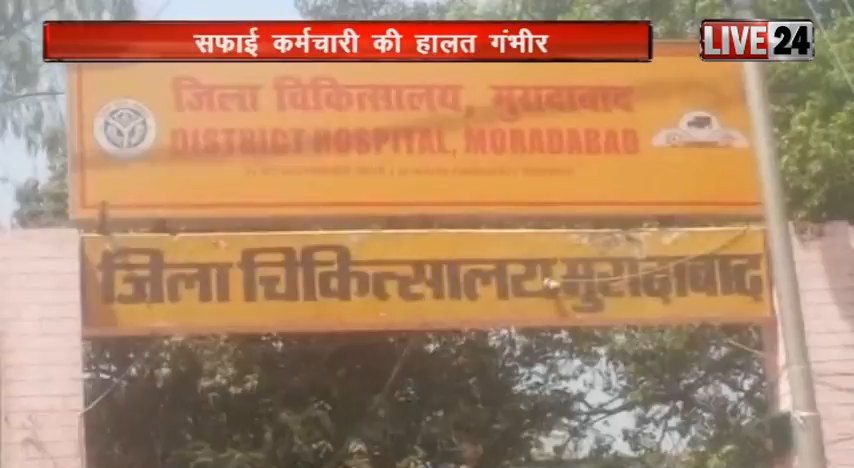 सफाई कर्मचारी की हालत गंभीर
LIVE 24
जिला चिकित्सालय, मुरादाबाद
DISTRICT HOSPITAL, MORADABAD
जिला चिकित्सालय मुरादाबाद